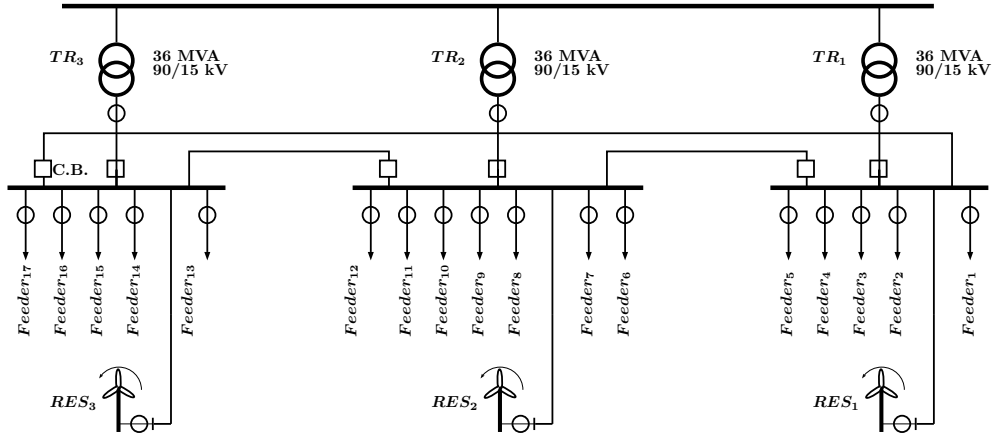 TR₃ 36 MVA TR₂ 36 MVA TR₁ 36 MVA
90/15 kV 90/15 kV 90/15 kV
C.B.
Feeder₁₇ Feeder₁₆ Feeder₁₅ Feeder₁₄ Feeder₁₃ Feeder₁₂ Feeder₁₁ Feeder₁₀ Feeder₉ Feeder₈ Feeder₇ Feeder₆ Feeder₅ Feeder₄ Feeder₃ Feeder₂ Feeder₁
RES₃ RES₂ RES₁